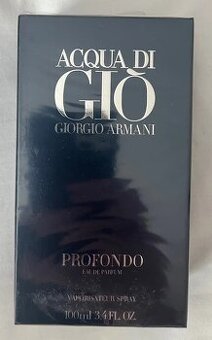 ACQUA DI
GIÒ
GIORGIO ARMANI
PROFONDO
EAU DE PARFUM
VAPORISATEUR SPRAY
100ml 3.4 FL. OZ.